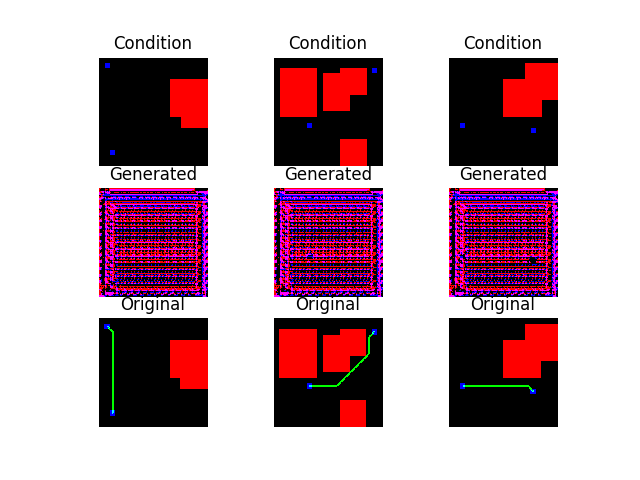 Condition Condition Condition
Generated Generated Generated
Original Original Original